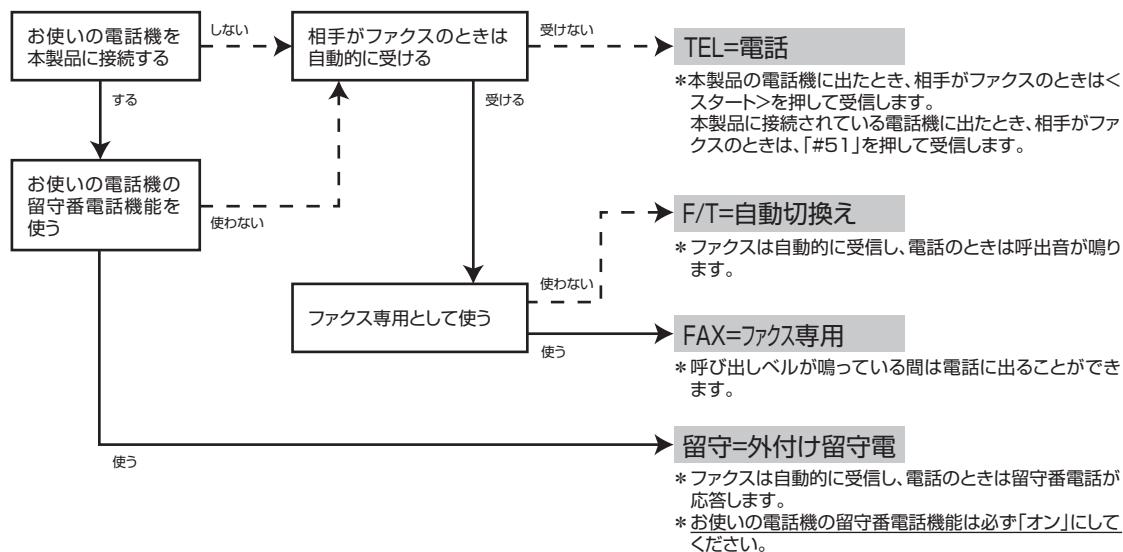 お使いの電話機を
本製品に接続する
しない
相手がファクスのときは
自動的に受ける
受けない
TEL=電話
＊本製品の電話機に出たとき、相手がファクスのときは<
スタート>を押して受信します。
本製品に接続されている電話機に出たとき、相手がファ
クスのときは、「#51」を押して受信します。
する
受ける
お使いの電話機の
留守番電話機能を
使う
使わない
F/T=自動切換え
＊ファクスは自動的に受信し、電話のときは呼出音が鳴り
ます。
使わない
ファクス専用として使う
使う
FAX=ファクス専用
＊呼び出しベルが鳴っている間は電話に出ることができ
ます。
使う
留守=外付け留守電
＊ファクスは自動的に受信し、電話のときは留守番電話が
応答します。
＊お使いの電話機の留守番電話機能は必ず「オン」にして
ください。